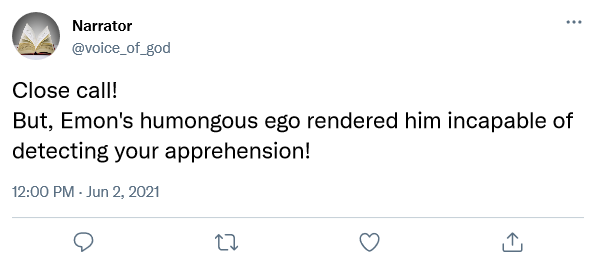 Narrator
@voice_of_god
Close call!
But, Emon's humongous ego rendered him incapable of
detecting your apprehension!
12:00 PM · Jun 2, 2021